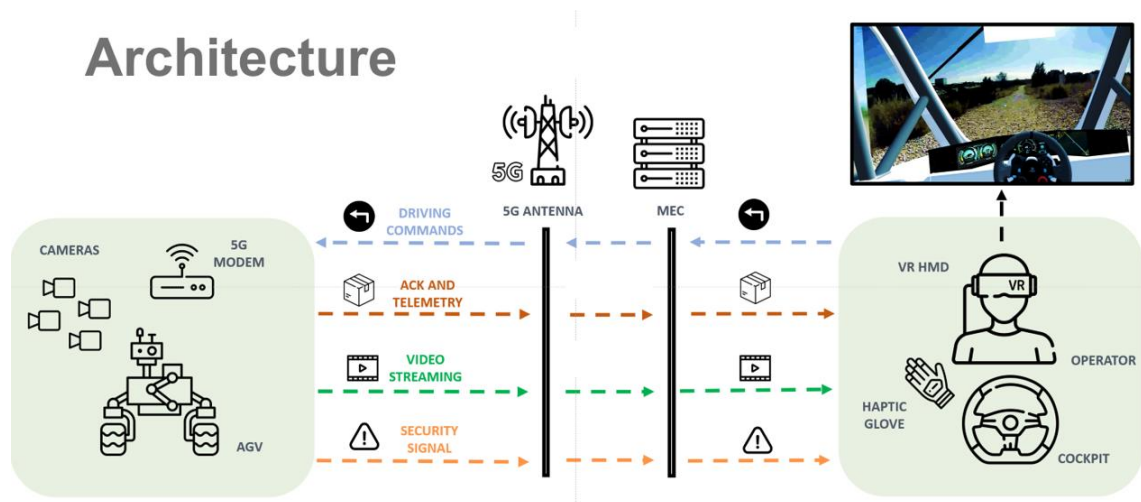 Architecture
5G
5G ANTENNA
MEC
DRIVING
COMMANDS
CAMERAS
5G
MODEM
ACK AND
TELEMETRY
VIDEO
STREAMING
SECURITY
SIGNAL
AGV
VR HMD
VR
OPERATOR
HAPTIC
GLOVE
COCKPIT